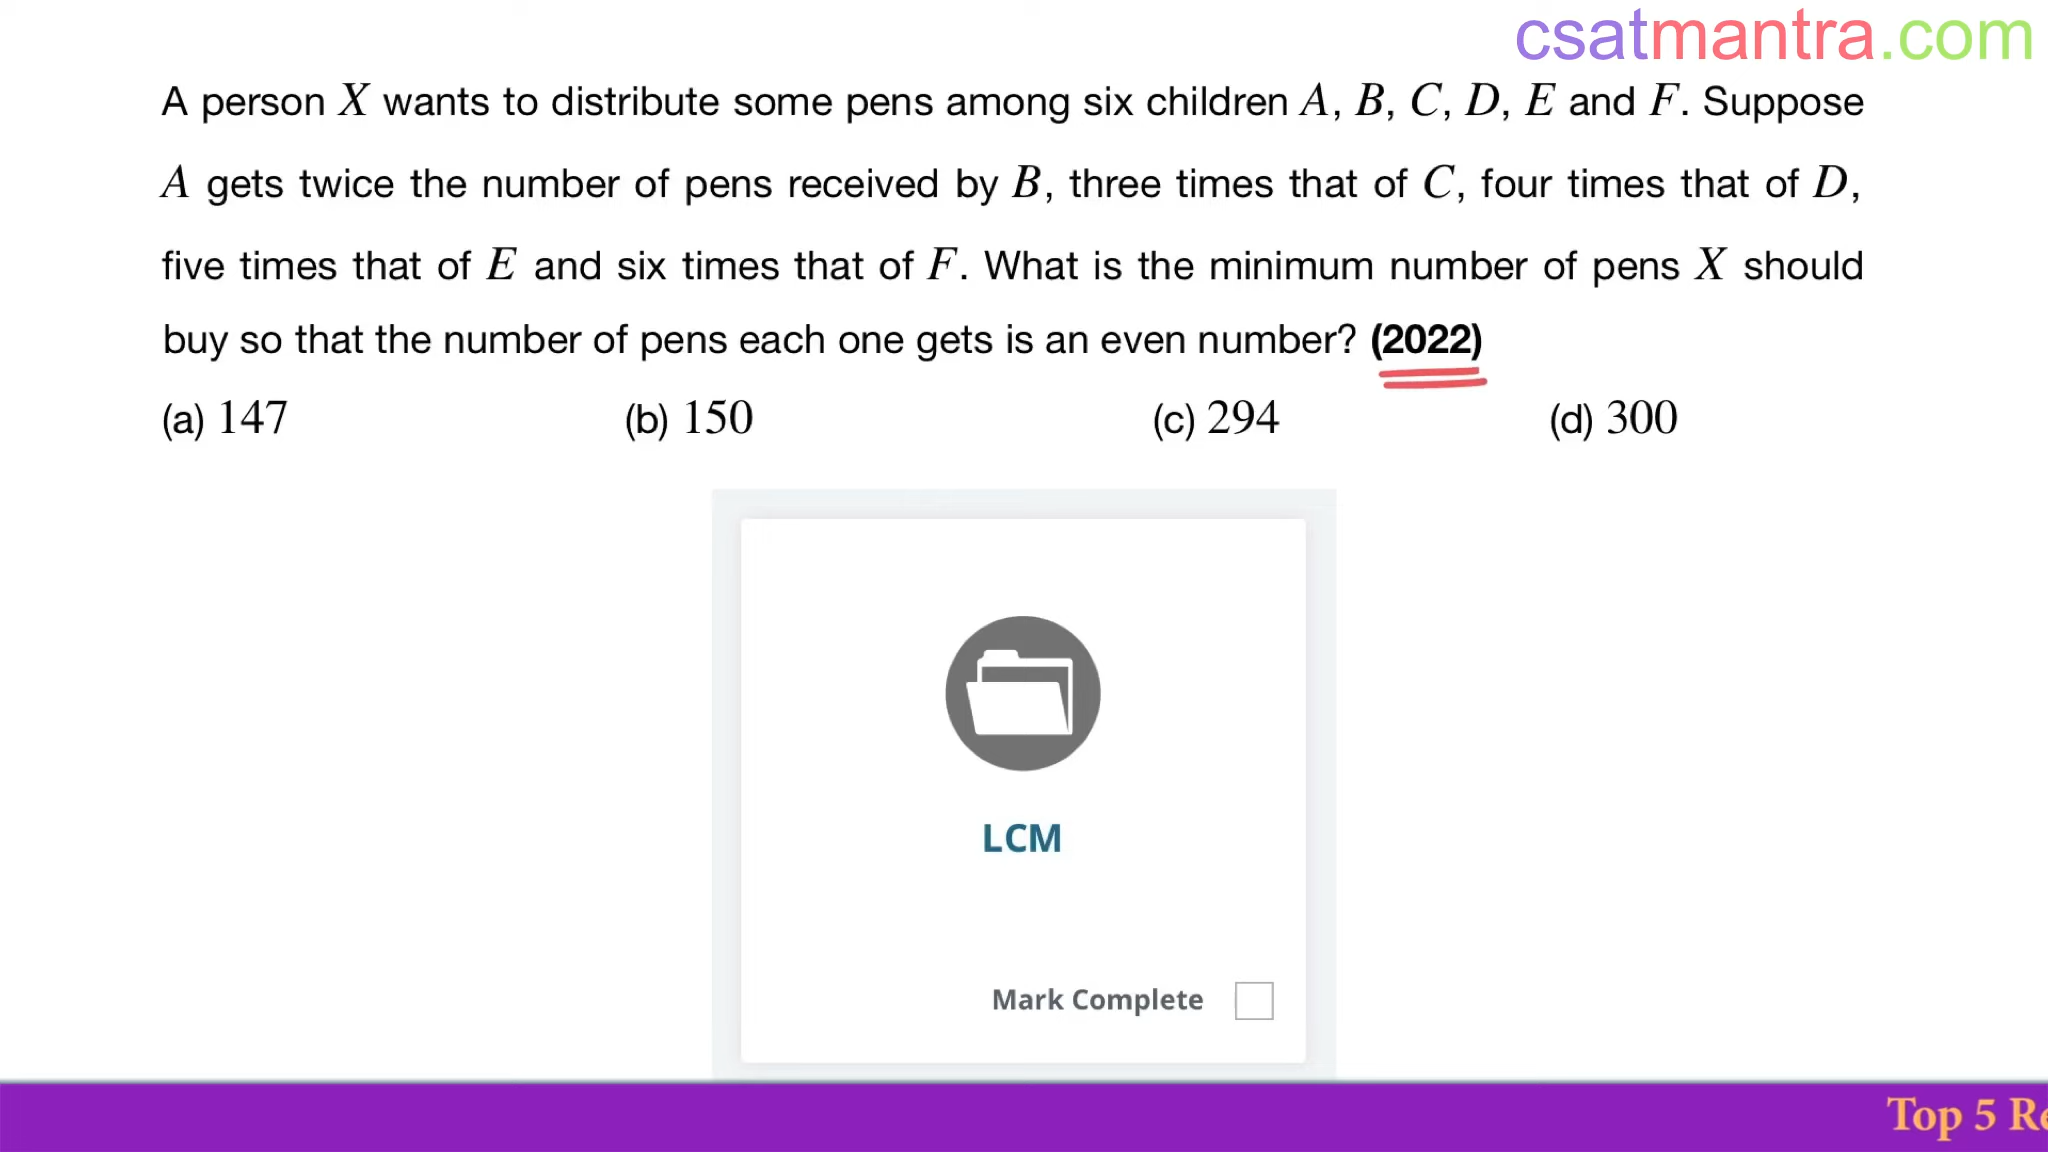 csatmantra.com
A person X wants to distribute some pens among six children A, B, C, D, E and F. Suppose
A gets twice the number of pens received by B, three times that of C, four times that of D,
five times that of E and six times that of F. What is the minimum number of pens X should
buy so that the number of pens each one gets is an even number? (2022)
(a) 147 (b) 150 (c) 294 (d) 300
LCM
Mark Complete
Top 5